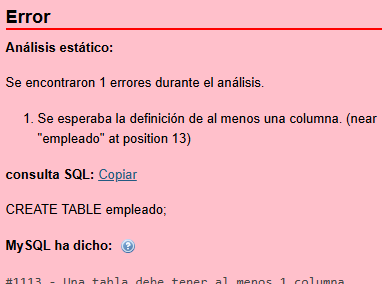 Error
Análisis estático:
Se encontraron 1 errores durante el análisis.
1. Se esperaba la definición de al menos una columna. (near
"empleado" at position 13)
consulta SQL: Copiar
CREATE TABLE empleado;
MySQL ha dicho:
#1113 - Una tabla debe tener al menos 1 columna